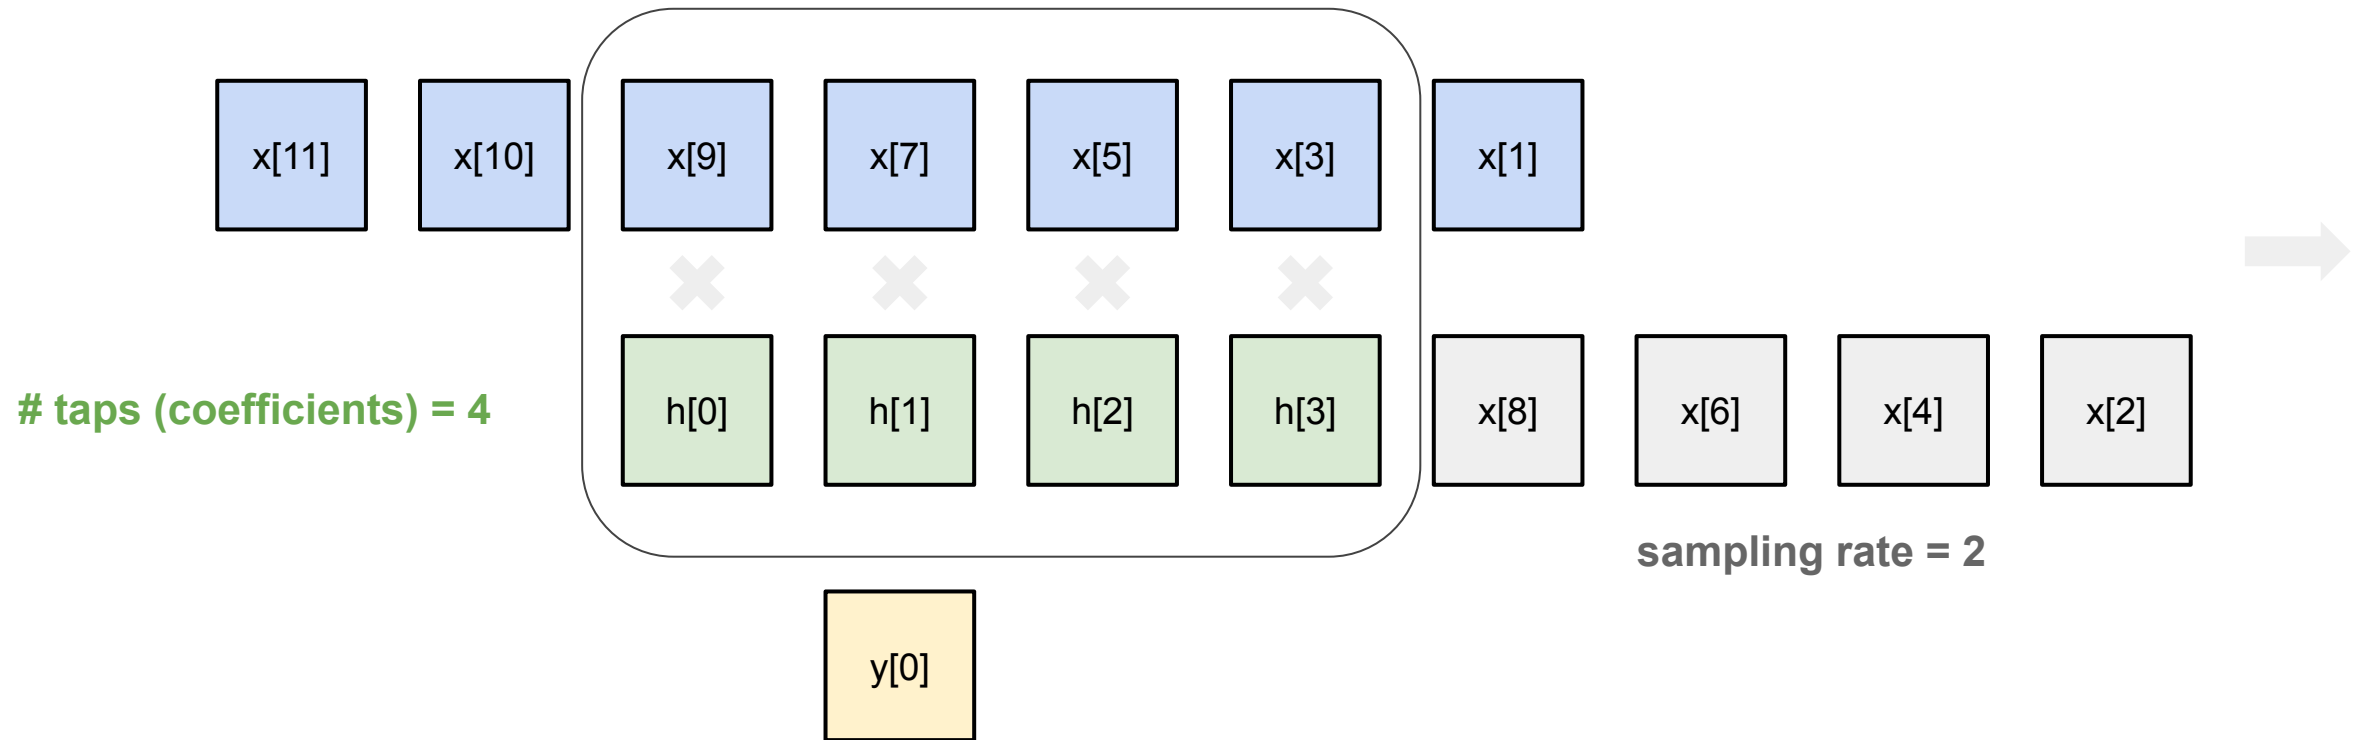 x[11] x[10] x[9] x[7] x[5] x[3] x[1]
# taps (coefficients) = 4 h[0] h[1] h[2] h[3] x[8] x[6] x[4] x[2]
sampling rate = 2
y[0]